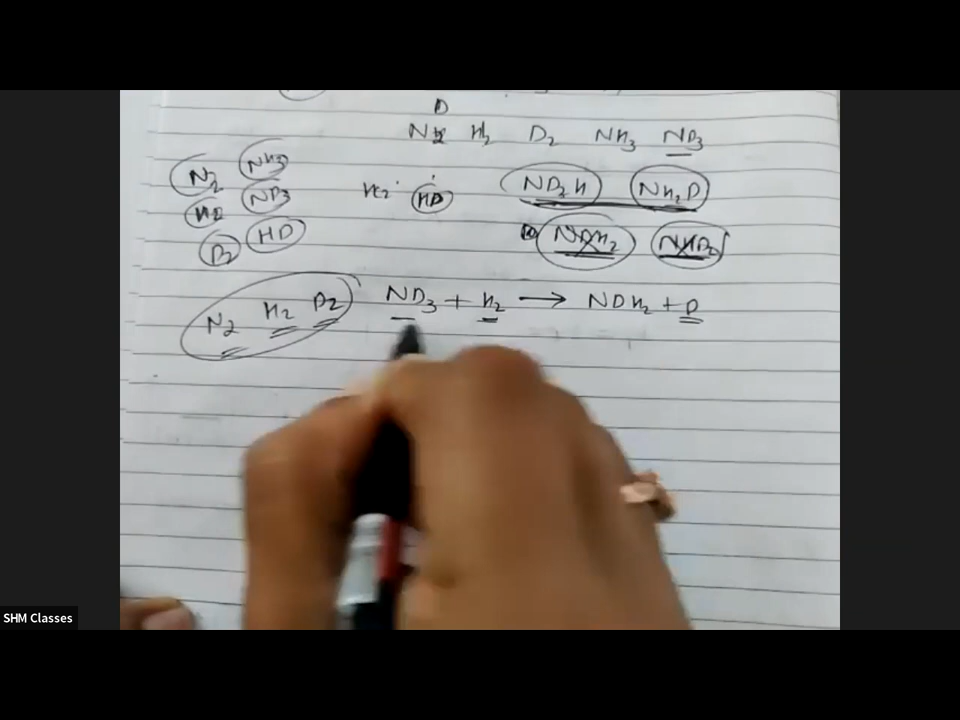 D
N H₂ D₂ NH₃ ND₃
N₂ NH₃ H₂ HD ND₂H NH₂D
H₂ ND₃
D₂ HD NDH₂ NHD₂
N₂ H₂ D₂ ND₃ + H₂ → NDH₂ + D
SHM Classes